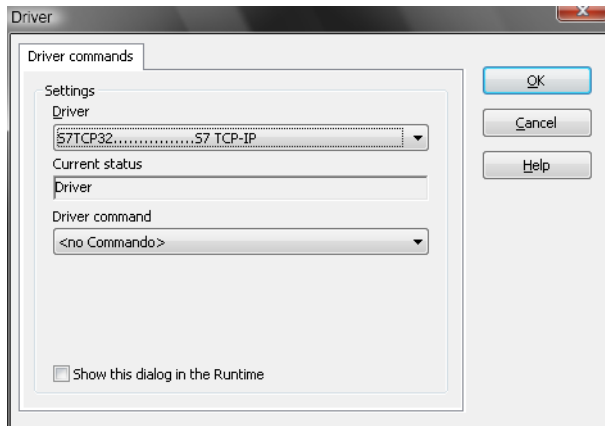 Driver
Driver commands
Settings
Driver
S7TCP32................S7 TCP-IP
Current status
Driver
Driver command
<no Commando>
Show this dialog in the Runtime
OK
Cancel
Help